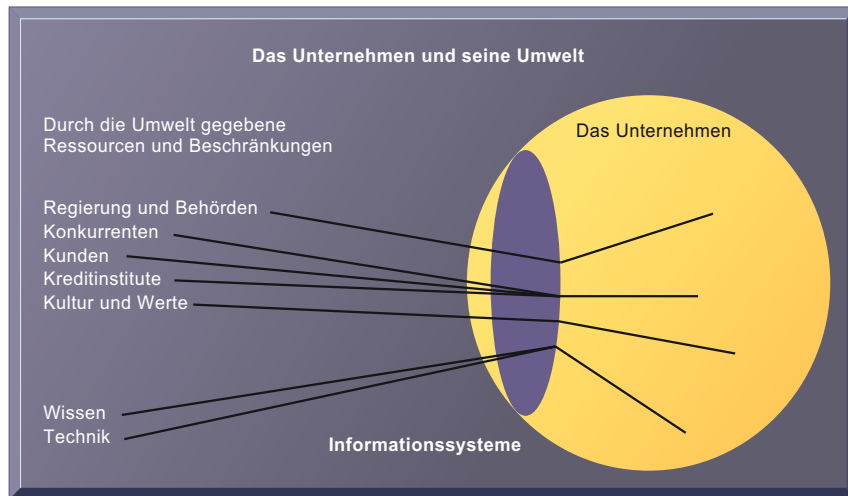 Das Unternehmen und seine Umwelt
Durch die Umwelt gegebene
Ressourcen und Beschränkungen
Das Unternehmen
Regierung und Behörden
Konkurrenten
Kunden
Kreditinstitute
Kultur und Werte
Wissen
Technik
Informationssysteme